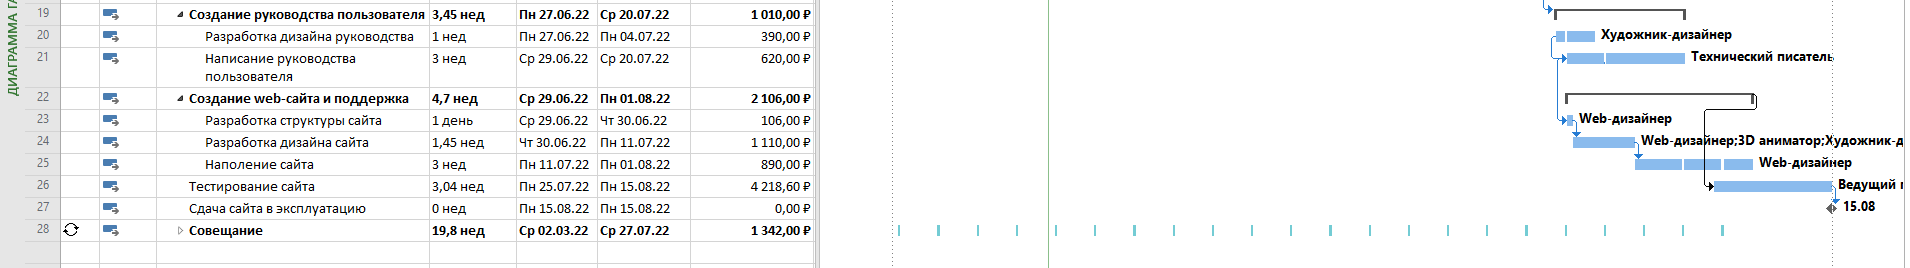 ДИАГРАММА ГА
19 Создание руководства пользователя 3,45 нед Пн 27.06.22 Ср 20.07.22 1 010,00 ₽
20 Разработка дизайна руководства 1 нед Пн 27.06.22 Пн 04.07.22 390,00 ₽ Художник-дизайнер
21 Написание руководства 3 нед Ср 29.06.22 Ср 20.07.22 620,00 ₽ Технический писатель
пользователя
22 Создание web-сайта и поддержка 4,7 нед Ср 29.06.22 Пн 01.08.22 2 106,00 ₽
23 Разработка структуры сайта 1 день Ср 29.06.22 Чт 30.06.22 106,00 ₽ Web-дизайнер
24 Разработка дизайна сайта 1,45 нед Чт 30.06.22 Пн 11.07.22 1 110,00 ₽ Web-дизайнер;3D аниматор;Художник-д
25 Наполение сайта 3 нед Пн 11.07.22 Пн 01.08.22 890,00 ₽ Web-дизайнер
26 Тестирование сайта 3,04 нед Пн 25.07.22 Пн 15.08.22 4 218,60 ₽ Ведущий п
27 Сдача сайта в эксплуатацию 0 нед Пн 15.08.22 Пн 15.08.22 0,00 ₽ 15.08
28 Совещание 19,8 нед Ср 02.03.22 Ср 27.07.22 1 342,00 ₽